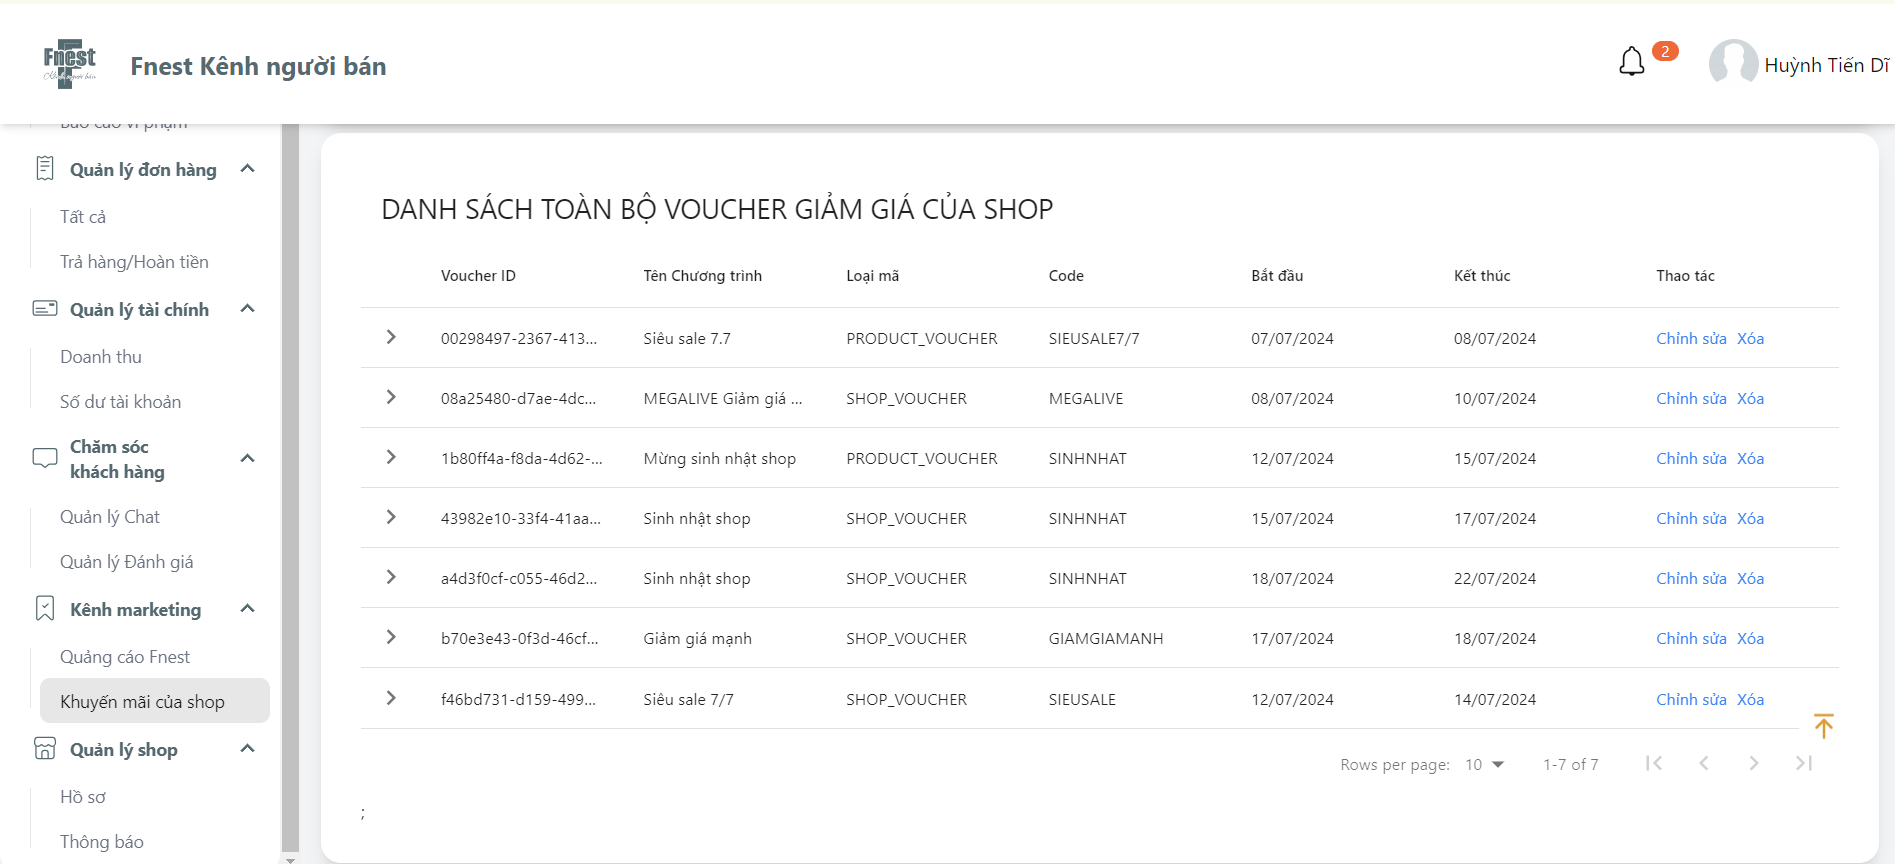 Fnest
Kênh người bán
Fnest Kênh người bán
2
Huỳnh Tiến Dĩ
Báo cáo vi phạm
Quản lý đơn hàng
Tất cả
Trả hàng/Hoàn tiền
Quản lý tài chính
Doanh thu
Số dư tài khoản
Chăm sóc
khách hàng
Quản lý Chat
Quản lý Đánh giá
Kênh marketing
Quảng cáo Fnest
Khuyến mãi của shop
Quản lý shop
Hồ sơ
Thông báo
DANH SÁCH TOÀN BỘ VOUCHER GIẢM GIÁ CỦA SHOP
Voucher ID Tên Chương trình Loại mã Code Bắt đầu Kết thúc Thao tác
00298497-2367-413... Siêu sale 7.7 PRODUCT_VOUCHER SIEUSALE7/7 07/07/2024 08/07/2024 Chỉnh sửa Xóa
08a25480-d7ae-4dc... MEGALIVE Giảm giá ... SHOP_VOUCHER MEGALIVE 08/07/2024 10/07/2024 Chỉnh sửa Xóa
1b80ff4a-f8da-4d62-... Mừng sinh nhật shop PRODUCT_VOUCHER SINHNHAT 12/07/2024 15/07/2024 Chỉnh sửa Xóa
43982e10-33f4-41aa... Sinh nhật shop SHOP_VOUCHER SINHNHAT 15/07/2024 17/07/2024 Chỉnh sửa Xóa
a4d3f0cf-c055-46d2... Sinh nhật shop SHOP_VOUCHER SINHNHAT 18/07/2024 22/07/2024 Chỉnh sửa Xóa
b70e3e43-0f3d-46cf... Giảm giá mạnh SHOP_VOUCHER GIAMGIAMANH 17/07/2024 18/07/2024 Chỉnh sửa Xóa
f46bd731-d159-499... Siêu sale 7/7 SHOP_VOUCHER SIEUSALE 12/07/2024 14/07/2024 Chỉnh sửa Xóa
Rows per page: 10 1-7 of 7
;